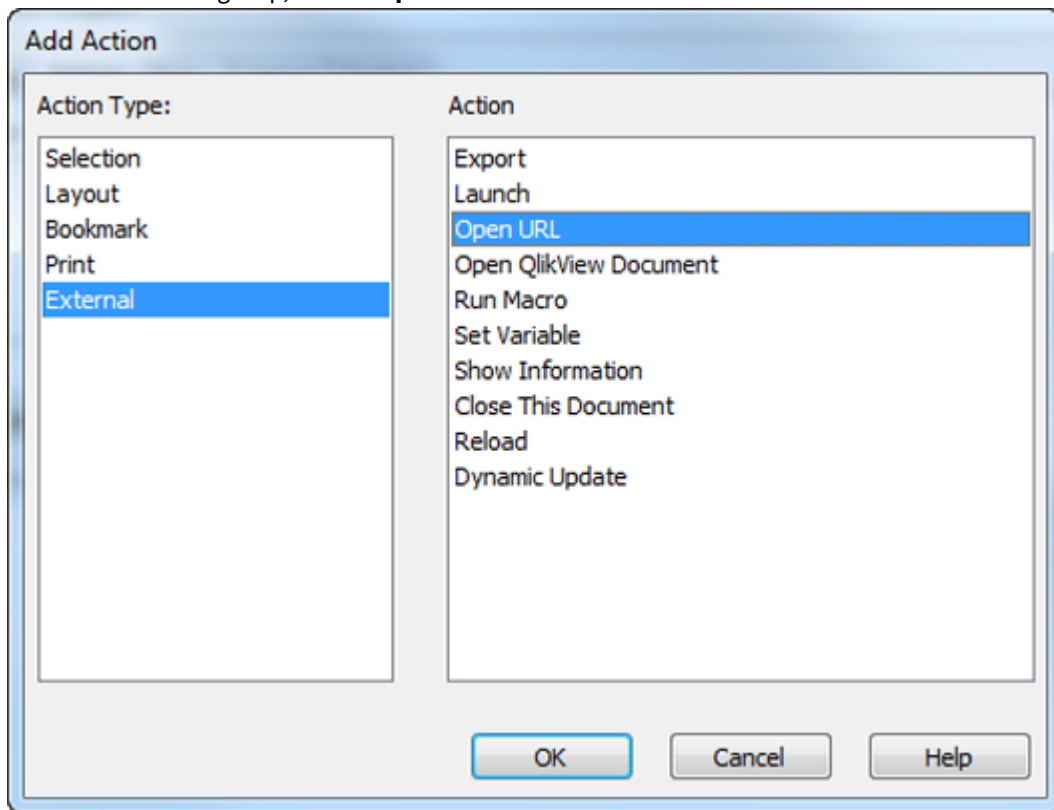 Add Action
Action Type:
Selection
Layout
Bookmark
Print
External
Action
Export
Launch
Open URL
Open QlikView Document
Run Macro
Set Variable
Show Information
Close This Document
Reload
Dynamic Update
OK
Cancel
Help